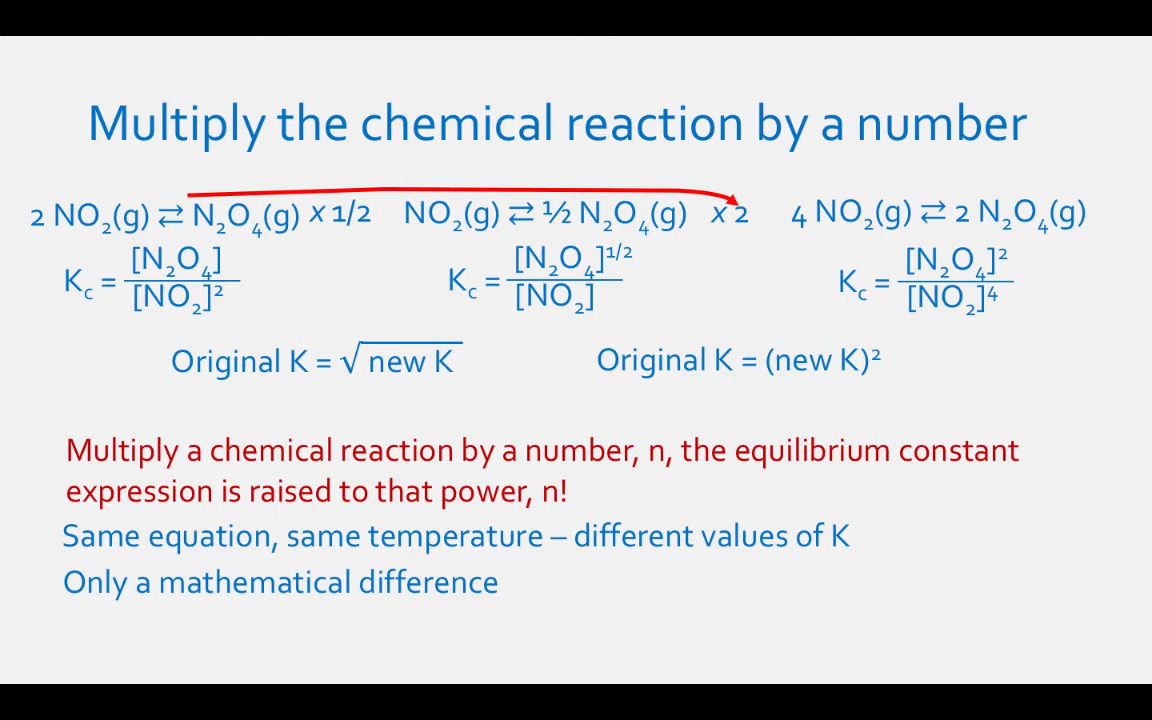 Multiply the chemical reaction by a number
2 NO₂(g) ⇄ N₂O₄(g) x 1/2 NO₂(g) ⇄ ½ N₂O₄(g) x 2 4 NO₂(g) ⇄ 2 N₂O₄(g)
K꜀ = [N₂O₄] / [NO₂]² K꜀ = [N₂O₄]¹ᐟ² / [NO₂] K꜀ = [N₂O₄]² / [NO₂]⁴
Original K = √ new K Original K = (new K)²
Multiply a chemical reaction by a number, n, the equilibrium constant
expression is raised to that power, n!
Same equation, same temperature – different values of K
Only a mathematical difference